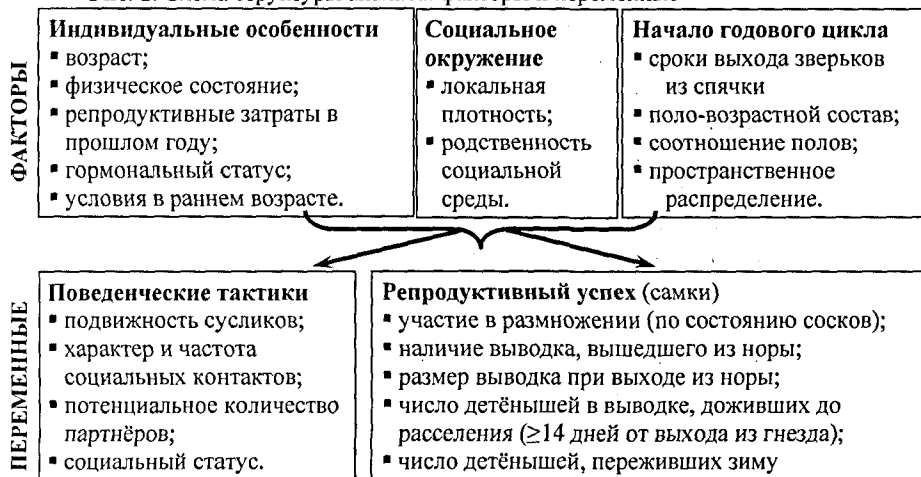 ФАКТОРЫ
Индивидуальные особенности
▪ возраст;
▪ физическое состояние;
▪ репродуктивные затраты в
прошлом году;
▪ гормональный статус;
▪ условия в раннем возрасте.
Социальное
окружение
▪ локальная
плотность;
▪ родственность
социальной
среды.
Начало годового цикла
▪ сроки выхода зверьков
из спячки
▪ поло-возрастной состав;
▪ соотношение полов;
▪ пространственное
распределение.
ПЕРЕМЕННЫЕ
Поведенческие тактики
▪ подвижность сусликов;
▪ характер и частота
социальных контактов;
▪ потенциальное количество
партнёров;
▪ социальный статус.
Репродуктивный успех (самки)
▪ участие в размножении (по состоянию сосков);
▪ наличие выводка, вышедшего из норы;
▪ размер выводка при выходе из норы;
▪ число детёнышей в выводке, доживших до
расселения (≥14 дней от выхода из гнезда);
▪ число детёнышей, переживших зиму